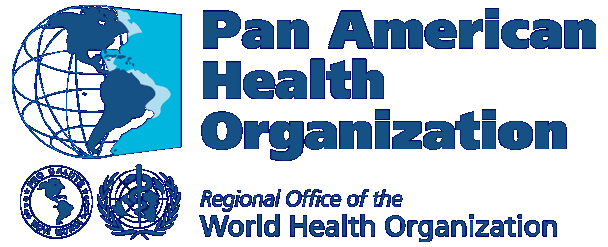 Pan American
Health
Organization
Regional Office of the
World Health Organization